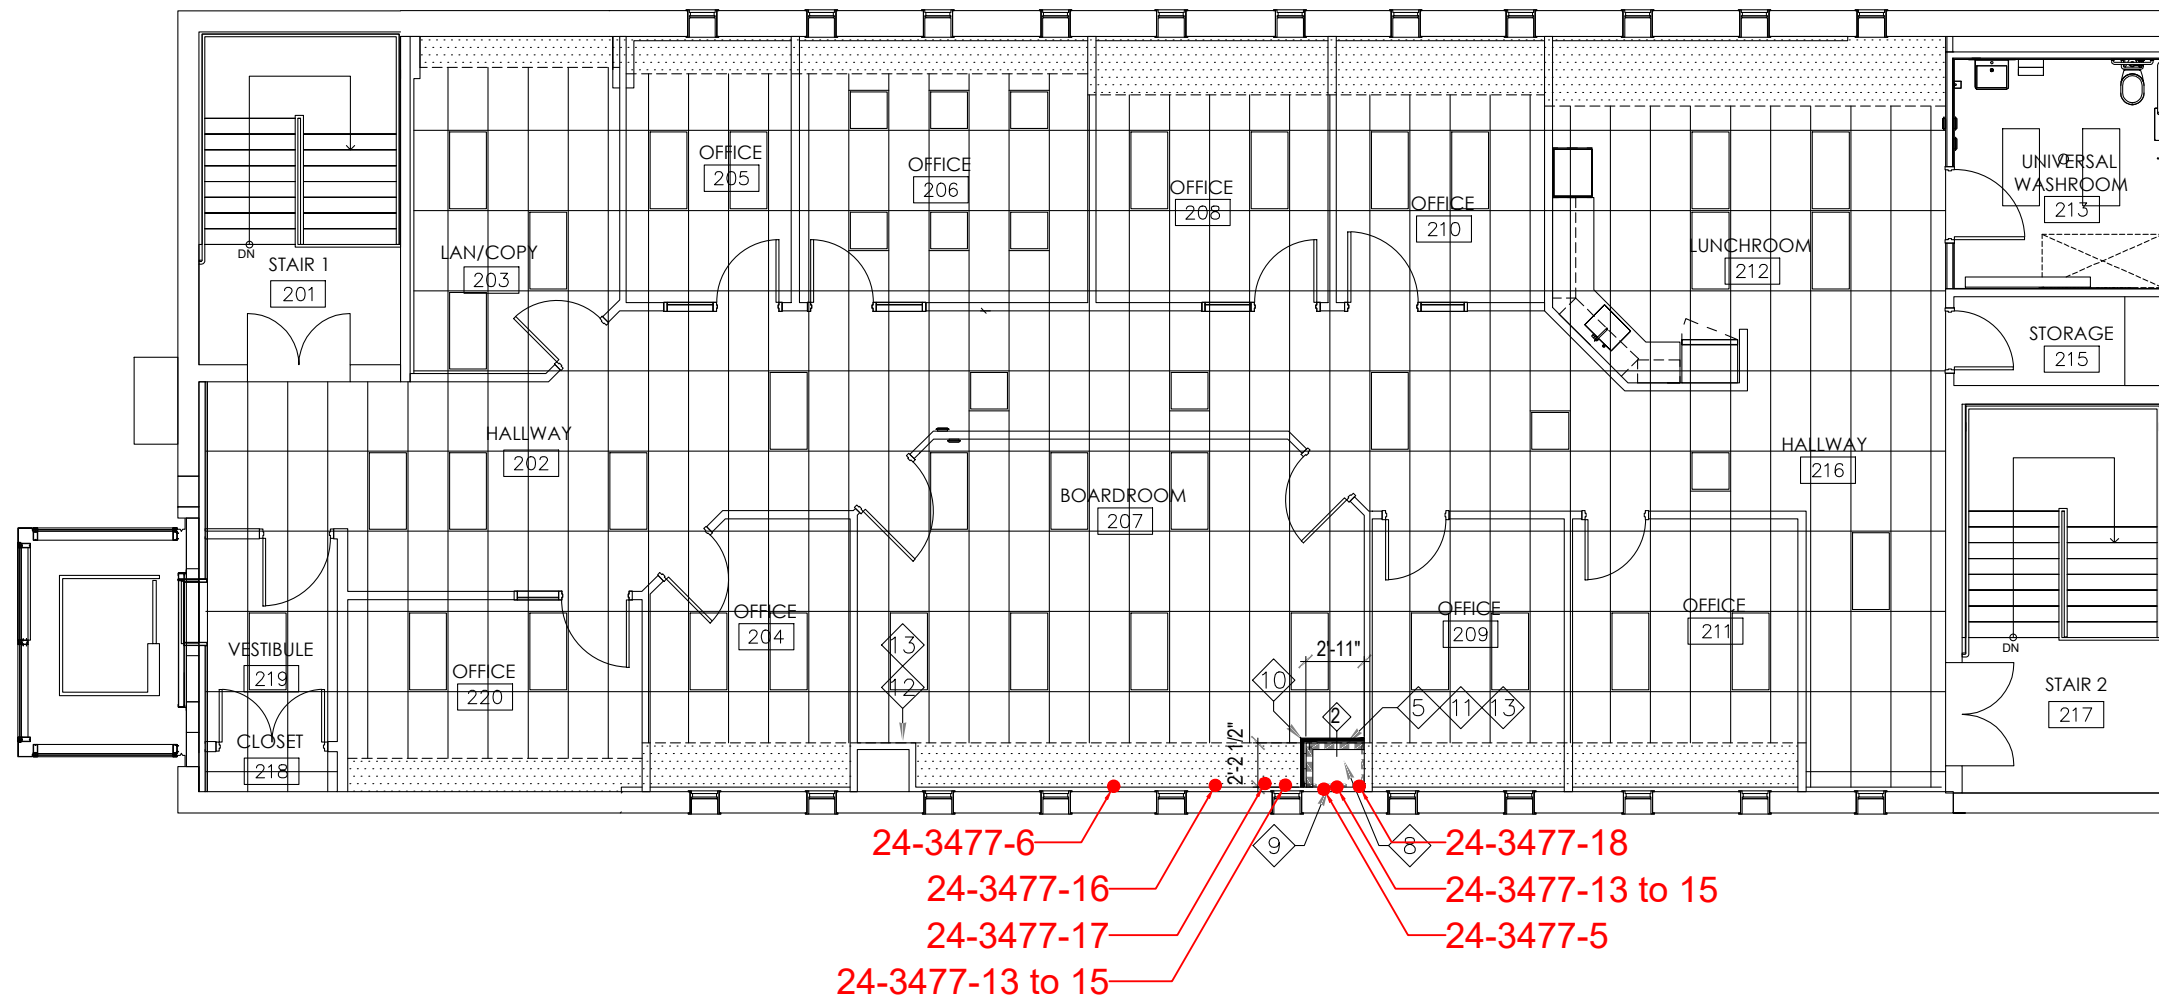 OFFICE
205
OFFICE
206
OFFICE
208
OFFICE
210
UNIVERSAL
WASHROOM
213
LAN/COPY
203
LUNCHROOM
212
DN
STAIR 1
201
STORAGE
215
HALLWAY
202
HALLWAY
216
BOARDROOM
207
OFFICE
204
OFFICE
209
OFFICE
211
VESTIBULE
219
OFFICE
220
13
12
2'-11"
10
5
11
13
2
DN
STAIR 2
217
CLOSET
218
2'-2 1/2"
24-3477-6
9
8
24-3477-18
24-3477-16
24-3477-13 to 15
24-3477-17
24-3477-5
24-3477-13 to 15